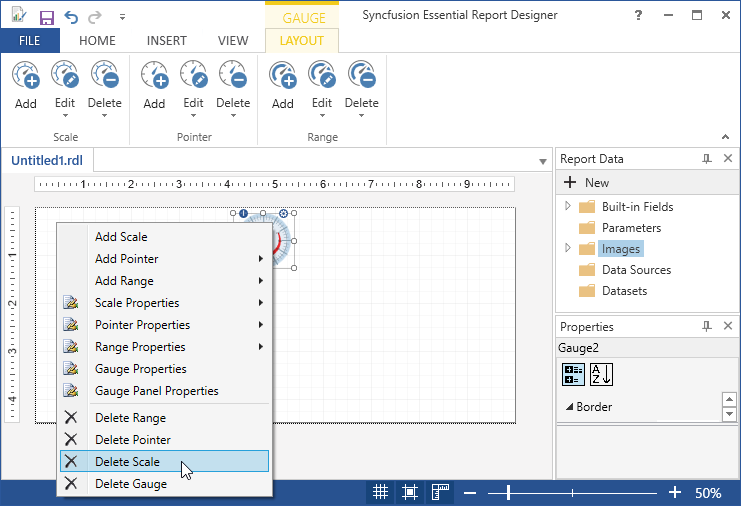 GAUGE
Syncfusion Essential Report Designer
?
FILE HOME INSERT VIEW LAYOUT
Add Edit Delete Add Edit Delete Add Edit Delete
Scale Pointer Range
Untitled1.rdl
1 2 3 4 5 6 7 8 9
1
2
3
4
Add Scale
Add Pointer
Add Range
Scale Properties
Pointer Properties
Range Properties
Gauge Properties
Gauge Panel Properties
Delete Range
Delete Pointer
Delete Scale
Delete Gauge
Report Data
New
Built-in Fields
Parameters
Images
Data Sources
Datasets
Properties
Gauge2
A
Z
Border
50%